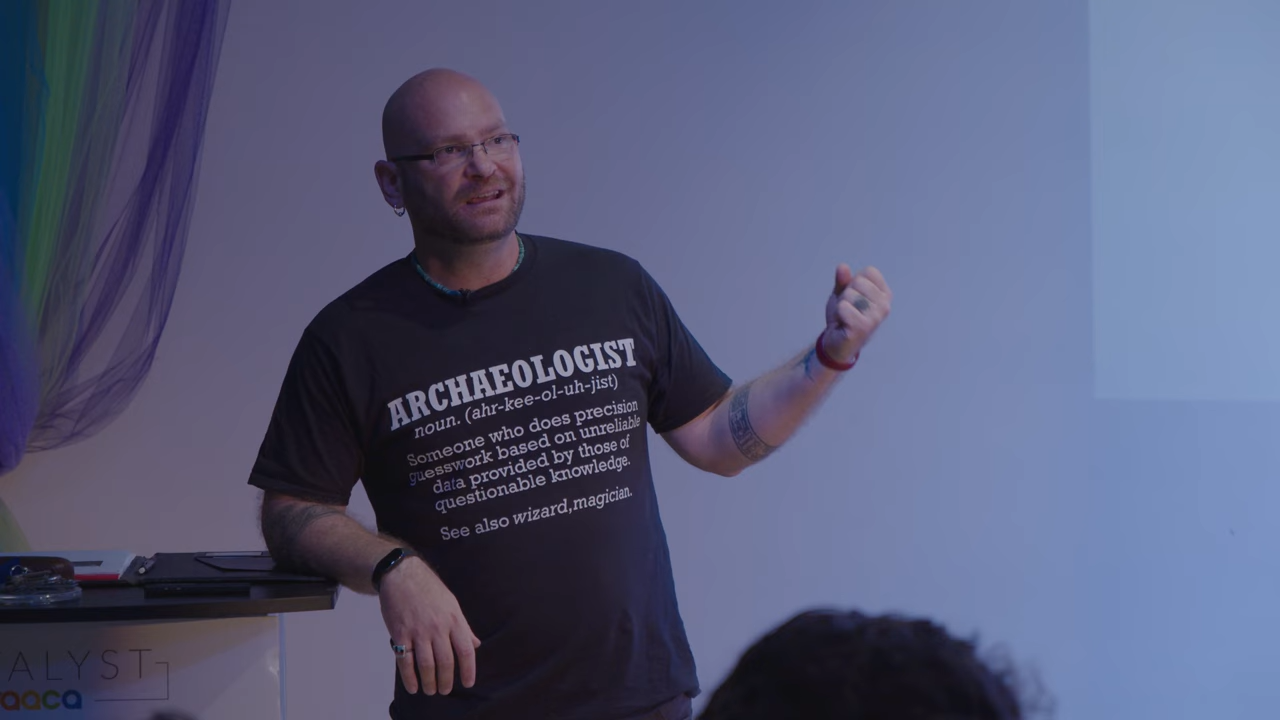 ARCHAEOLOGIST
noun. (ahr-kee-ol-uh-jist)
Someone who does precision
guesswork based on unreliable
data provided by those of
questionable knowledge.
See also wizard,magician.
ALYST
aaca